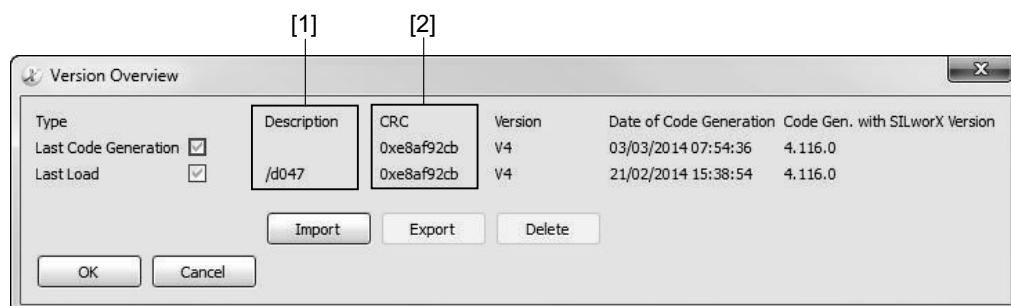 [1] [2]
Version Overview
Type Description CRC Version Date of Code Generation Code Gen. with SILworX Version
Last Code Generation 0xe8af92cb V4 03/03/2014 07:54:36 4.116.0
Last Load /d047 0xe8af92cb V4 21/02/2014 15:38:54 4.116.0
Import Export Delete
OK Cancel